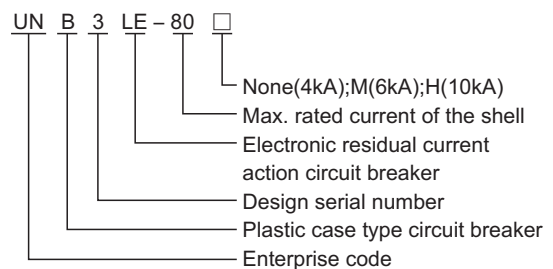 UN B 3 LE – 80 □
None(4kA);M(6kA);H(10kA)
Max. rated current of the shell
Electronic residual current
action circuit breaker
Design serial number
Plastic case type circuit breaker
Enterprise code